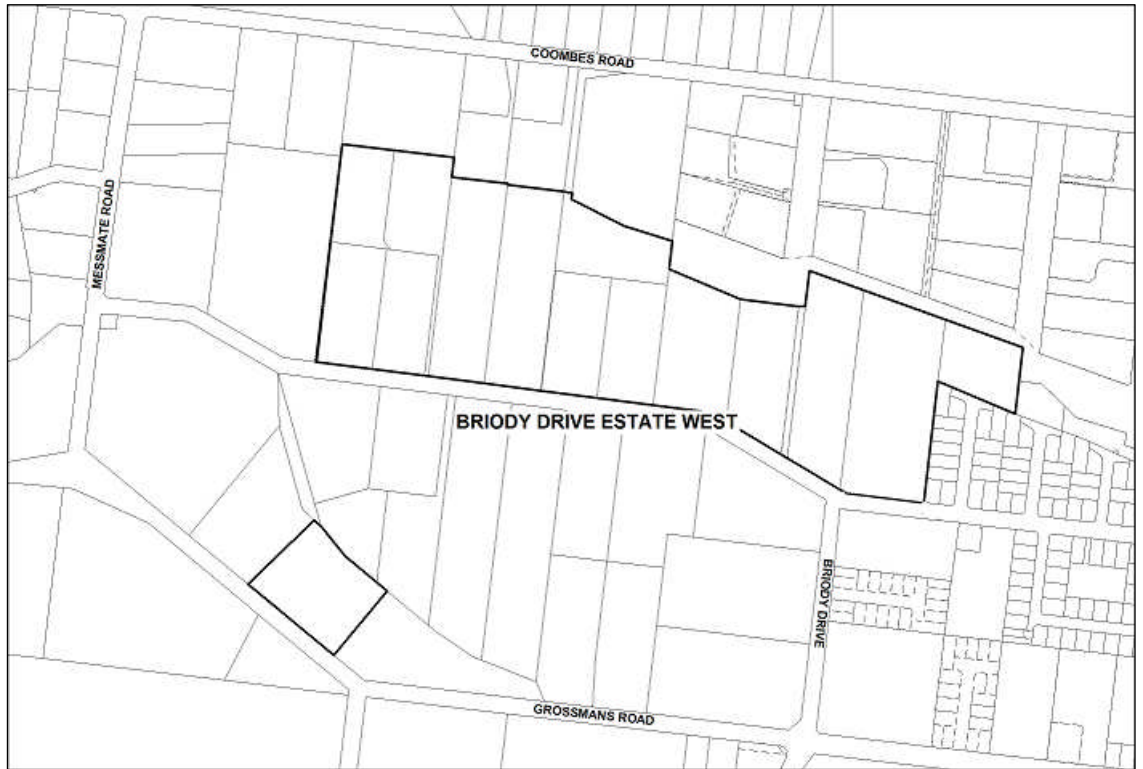 COOMBES ROAD
MESSMATE ROAD
BRIODY DRIVE ESTATE WEST
BRIODY DRIVE
GROSSMANS ROAD